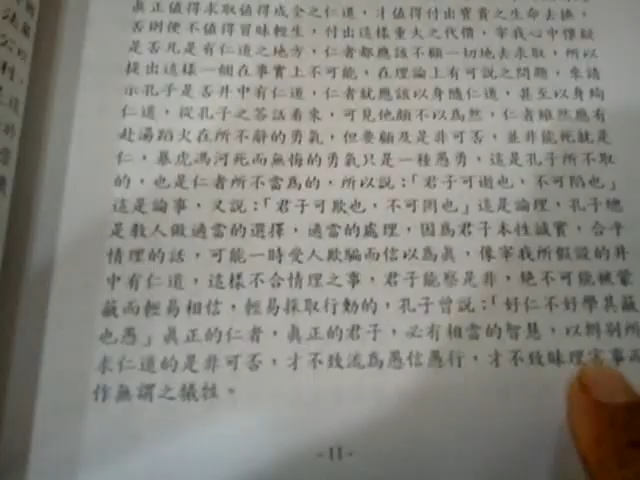 真正值得求取值得成全之仁道，才值得付出寶貴之生命去換，
否則便不值得冒昧輕生，付出這樣重大之代價，宰我心中懷疑
是否凡是有仁道之地方，仁者都應該不顧一切地去求取，所以
提出這樣一個在事實上不可能，在理論上有可說之問題，來請
示孔子是否井中有仁道，仁者就應該以身隨仁道，甚至以身殉
仁道，從孔子之答話看來，可見他頗不以為然，仁者雖然應有
赴湯蹈火在所不辭的勇氣，但要顧及是非可否，並非能死就是
仁，暴虎馮河死而無悔的勇氣只是一種愚勇，這是孔子所不取
的，也是仁者所不當為的，所以說：「君子可逝也，不可陷也」
這是論事，又說：「君子可欺也，不可罔也」這是論理，孔子總
是教人做適當的選擇，適當的處理，因為君子本性誠實，合乎
情理的話，可能一時受人欺騙而信以為真，像宰我所假設的井
中有仁道，這樣不合情理之事，君子能察是非，絕不可能被蒙
蔽而輕易相信，輕易採取行動的，孔子曾說：「好仁不好學其蔽
也愚」真正的仁者，真正的君子，必有相當的智慧，以辨別所
求仁道的是非可否，才不致流為愚信愚行，才不致昧理害事而
作無謂之犧牲。
-11-